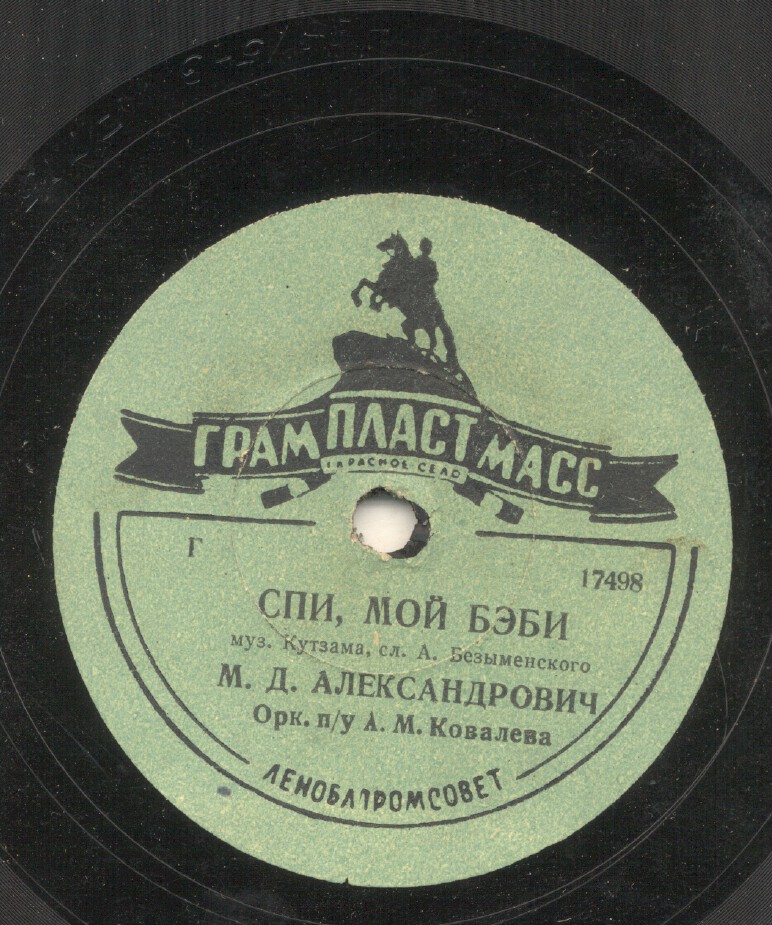 ГРАМПЛАСТМАСС
КРАСНОЕ СЕЛО
Г
17498
СПИ, МОЙ БЭБИ
муз. Кутзама, сл. А. Безыменского
М. Д. АЛЕКСАНДРОВИЧ
Орк. п/у А. М. Ковалева
ЛЕНОБЛПРОМСОВЕТ